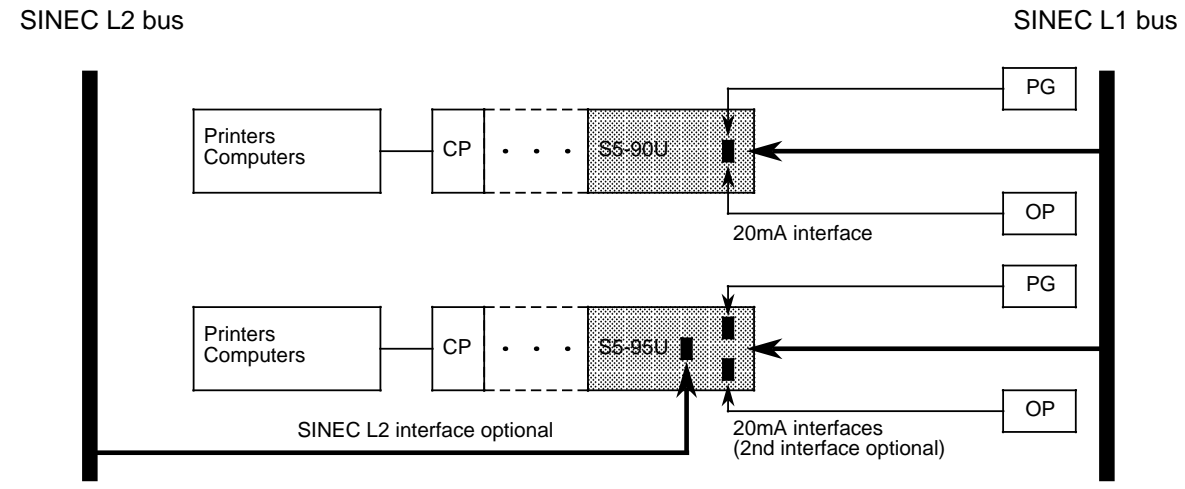 SINEC L2 bus
SINEC L1 bus
PG
Printers
Computers
CP
. . .
S5-90U
OP
20mA interface
PG
Printers
Computers
CP
. . .
S5-95U
OP
SINEC L2 interface optional
20mA interfaces
(2nd interface optional)